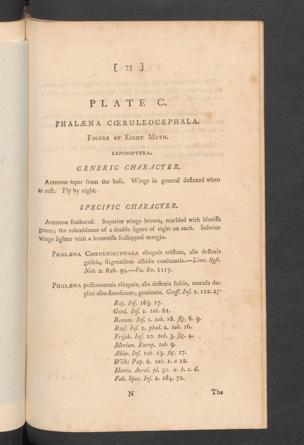 [ 75 ]
PLATE C.
PHALÆNA CŒRULEOCEPHALA.
FIGURE OF EIGHT MOTH.
LEPIDOPTERA.
GENERIC CHARACTER.
Antennæ taper from the base. Wings in general deflexed when
at rest. Fly by night.
SPECIFIC CHARACTER.
Antennæ feathered. Superior wings brown, marked with blueish
green; the resemblance of a double figure of eight on each. Inferior
wings lighter with a brownish scalloped margin.
PHALÆNA CŒRULEOCEPHALA elinguis cristata, alis deflexis
griseis, stigmatibus albidis coadunatis.—Linn. Syst.
Nat. 2. 826. 59.—Fn. Sv. 1117.
PHALÆNA pectinicornis elinguis, alis deflexis fuscis, macula du-
plici albo flavescente, geminata. Geoff. Inf. 2. 122. 27.
Raj. Inf. 163. 17.
Goed. Inf. 1. tab. 61.
Reaum. Inf. 1. tab. 18. fig. 6. 9.
Roes. Inf. 1. phal. 2. tab. 16.
Frisch. Inf. 10. tab. 3. fig. 4.
Merian. Europ. tab. 9.
Albin. Inf. tab. 13. fig. 17.
Wilks Pap. 6. tab. 1. a 12.
Harris. Aurel. pl. 30. a. b. c. d.
Fab. Spec. Inf. 2. 184. 72.
N
The